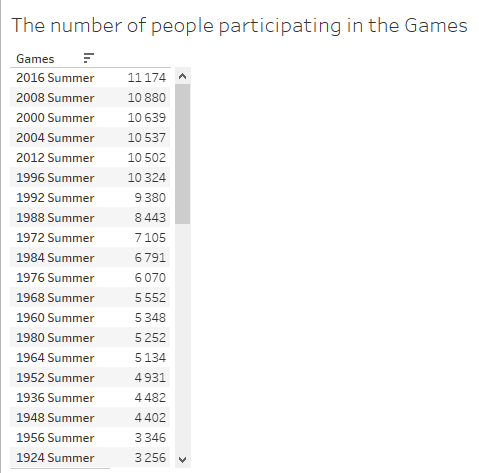 The number of people participating in the Games
Games
2016 Summer 11 174
2008 Summer 10 880
2000 Summer 10 639
2004 Summer 10 537
2012 Summer 10 502
1996 Summer 10 324
1992 Summer 9 380
1988 Summer 8 443
1972 Summer 7 105
1984 Summer 6 791
1976 Summer 6 070
1968 Summer 5 552
1960 Summer 5 348
1980 Summer 5 252
1964 Summer 5 134
1952 Summer 4 931
1936 Summer 4 482
1948 Summer 4 402
1956 Summer 3 346
1924 Summer 3 256